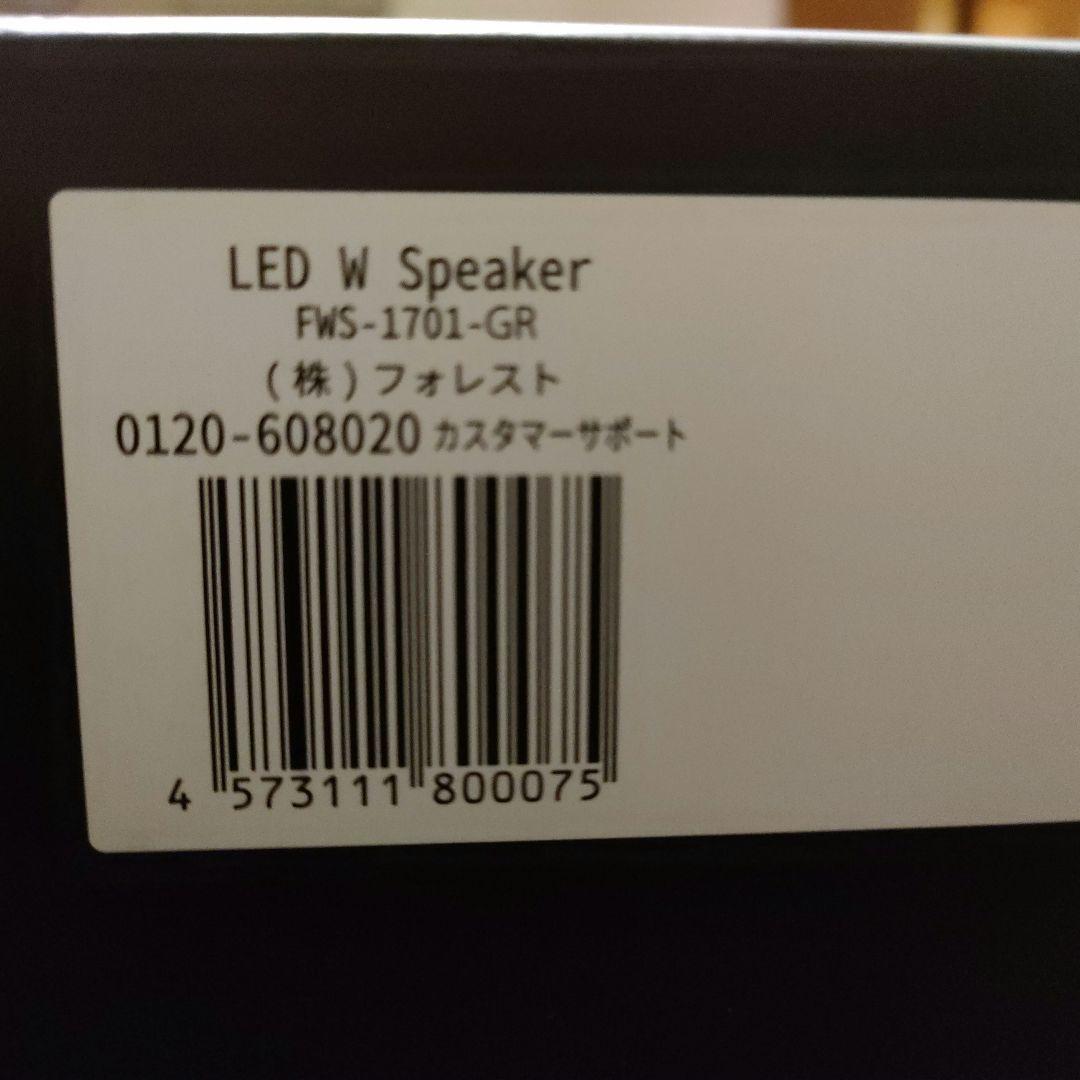 LED W Speaker
FWS-1701-GR
(株)フォレスト
0120-608020 カスタマーサポート
4 573111 800075